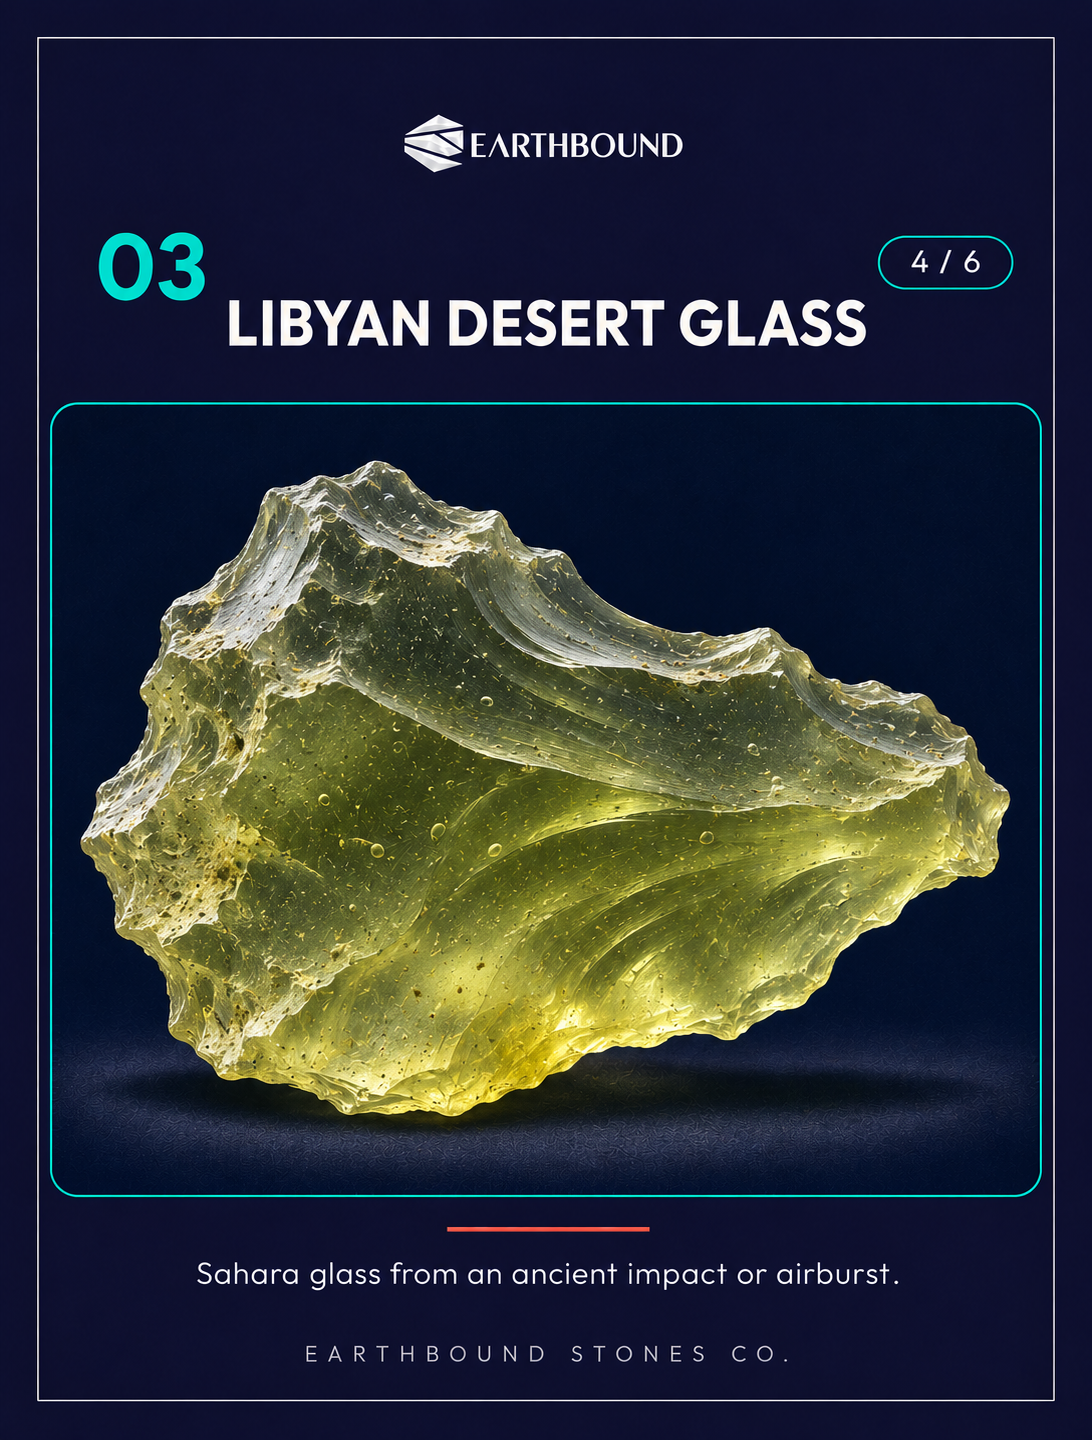 EARTHBOUND
03
4 / 6
LIBYAN DESERT GLASS
Sahara glass from an ancient impact or airburst.
EARTHBOUND STONES CO.